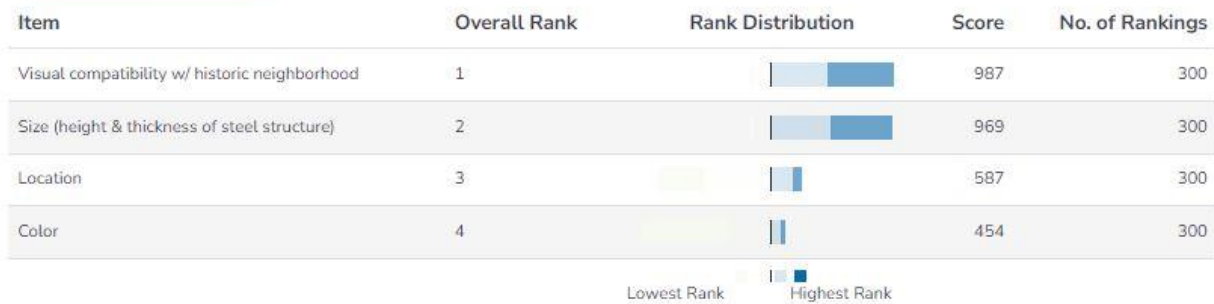 Item Overall Rank Rank Distribution Score No. of Rankings
Visual compatibility w/ historic neighborhood 1 987 300
Size (height & thickness of steel structure) 2 969 300
Location 3 587 300
Color 4 454 300
Lowest Rank Highest Rank